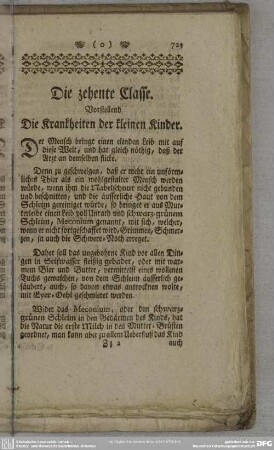 (o) 723
Die zehente Classe.
Vorstellend
Die Krankheiten der kleinen Kinder.
Der Mensch bringt einen elenden Leib mit auf
diese Welt, und hat gleich nöthig, daß der
Arzt an demselben flicke.
Denn zu geschweigen, daß er mehr ein unförm-
liches Thier als ein wohlgestalter Mensch werden
würde, wenn ihm die Nabelschnur nicht gebunden
und beschnitten, und die äusserliche Haut von den
Schleim gereiniget würde, so bringet er aus Mut-
terleibe einen Leib voll Unrath und schwarz-grünem
Schleim, Meconium genannt, mit sich, welcher,
wenn er nicht fortgeschaffet wird, Grimmen, Schmer-
zen, ja auch die Schwere-Noth erreget.
Daher soll das ungebohrne Kind vor allen Din-
gen in Seifwasser fleißig gebadet, oder mit war-
mem Bier und Butter, vermittelst eines wollenen
Tuchs gewaschen, von dem Schleim äusserlich ge-
säubert, auch, so davon etwas antrocknen wolte,
mit Eyer-Oehl geschmieret werden.
Wider das Meconium, oder den schwarz-
grünen Schleim in den Gedärmen des Kinds, hat
die Natur die erste Milch in des Mutter-Brüsten
geordnet, man kann aber zu allem Ueberfluß das Kind
Zz 2 auch